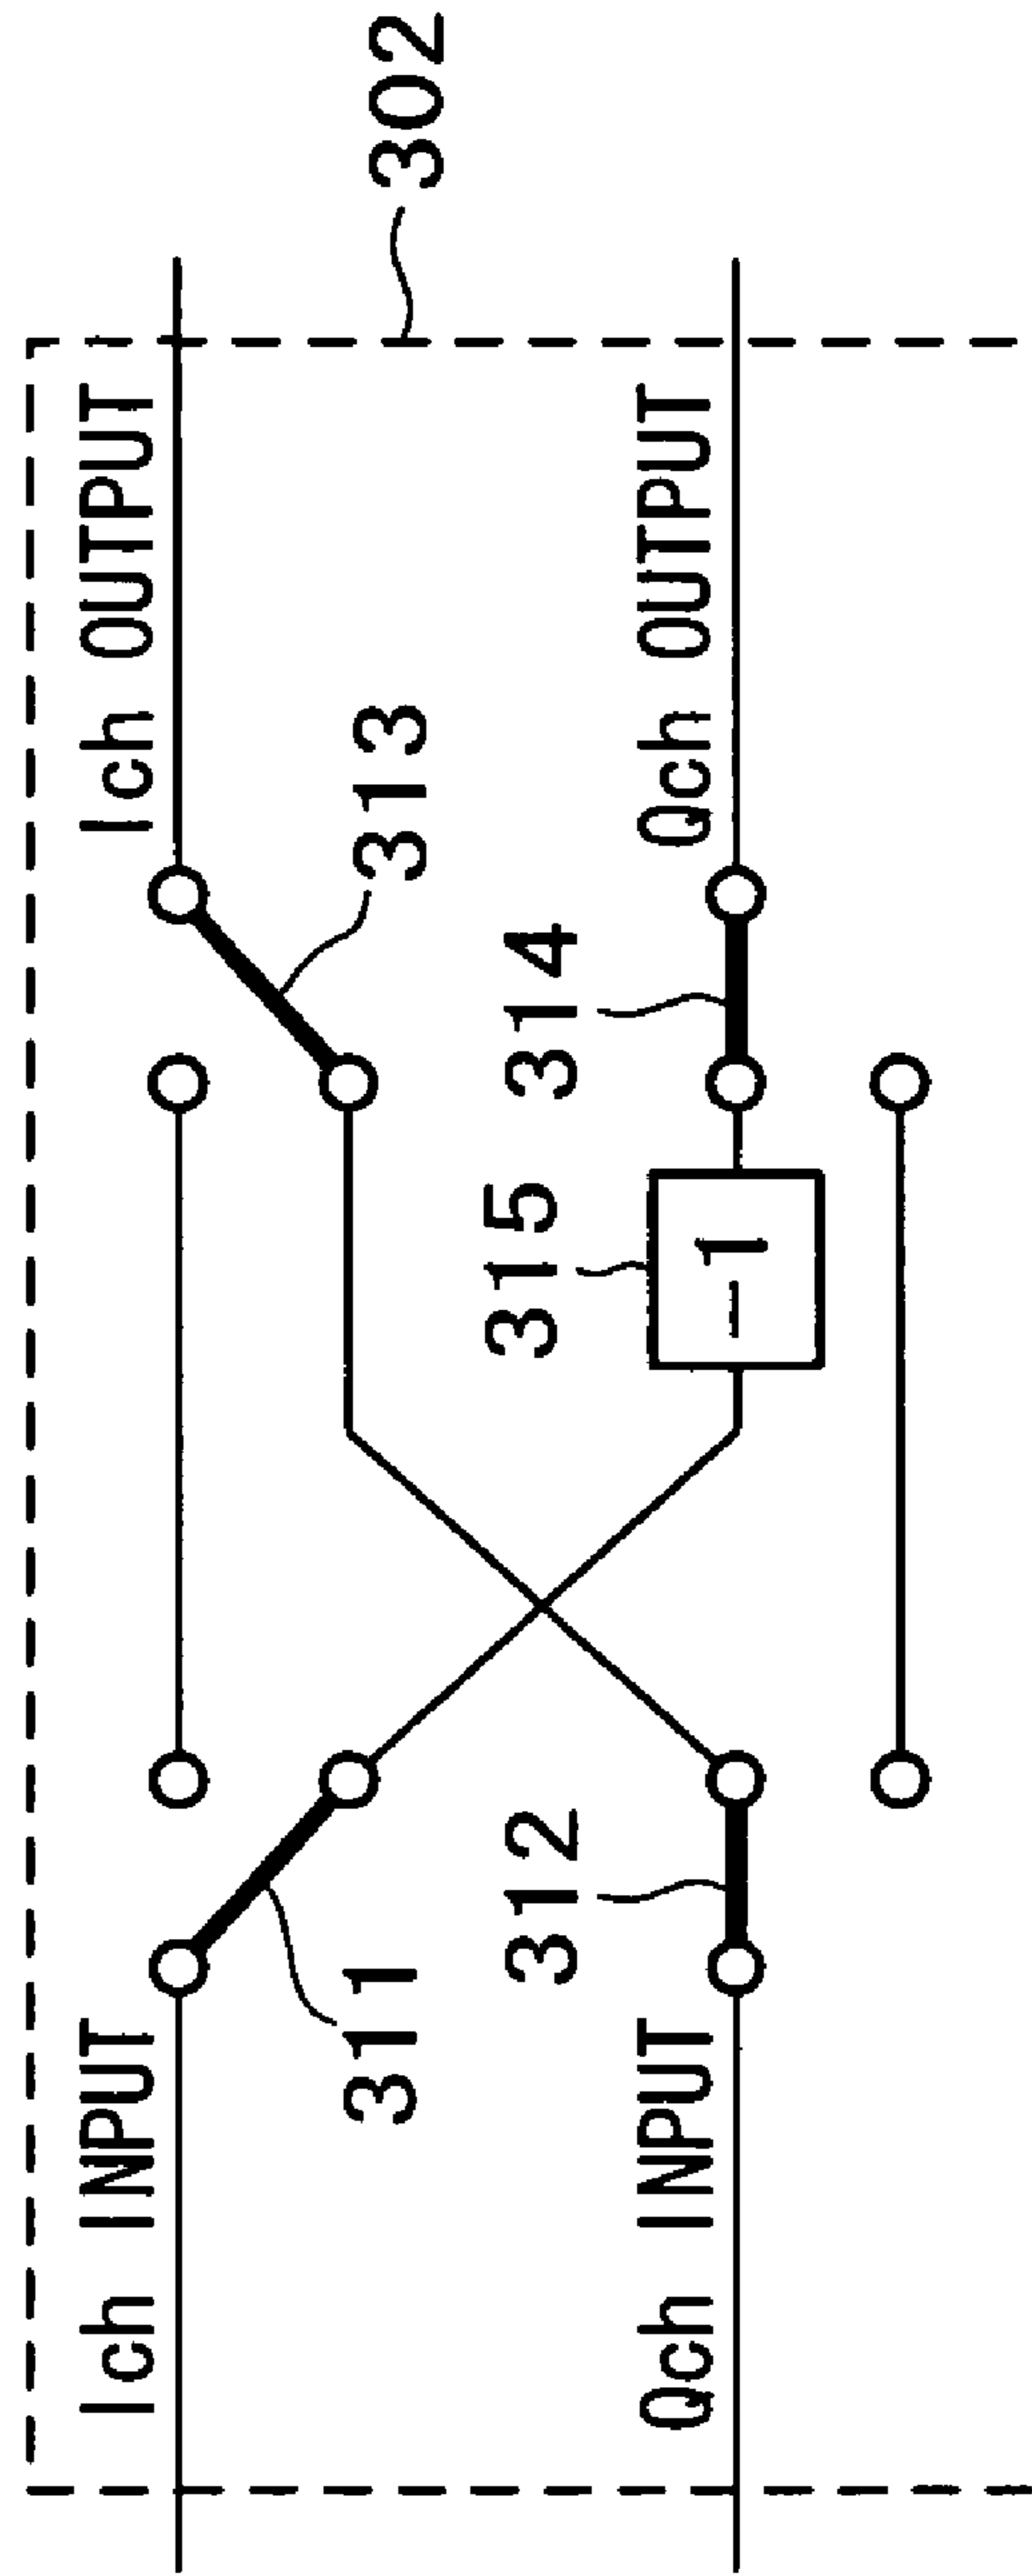 302
Ich INPUT
Ich OUTPUT
311
313
312
315
314
-1
Qch INPUT
Qch OUTPUT